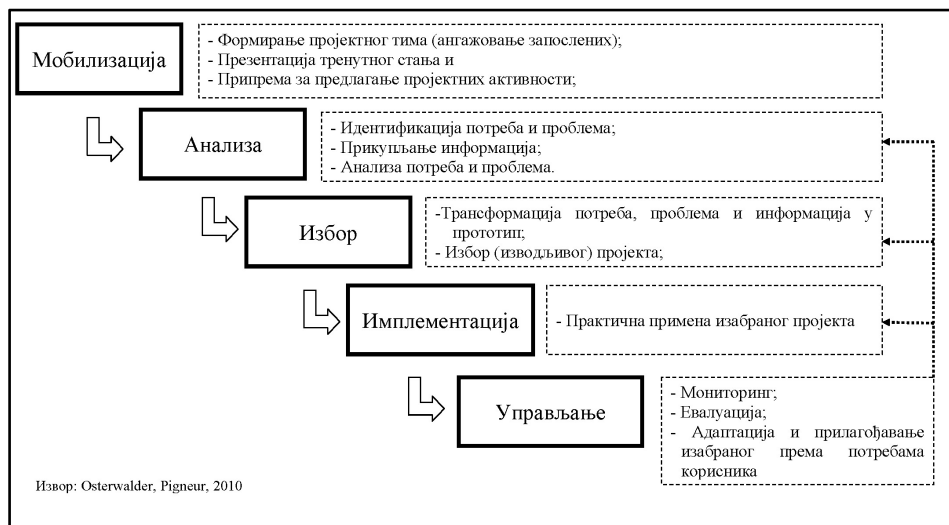 Мобилизација
- Формирање пројектног тима (ангажовање запослених);
- Презентација тренутног стања и
- Припрема за предлагање пројектних активности;
Анализа
- Идентификација потреба и проблема;
- Прикупљање информација;
- Анализа потреба и проблема.
Избор
-Трансформација потреба, проблема и информација у
прототип;
- Избор (изводљивог) пројекта;
Имплементација
- Практична примена изабраног пројекта
Управљање
- Мониторинг;
- Евалуација;
- Адаптација и прилагођавање
изабраног према потребама
корисника
Извор: Osterwalder, Pigneur, 2010